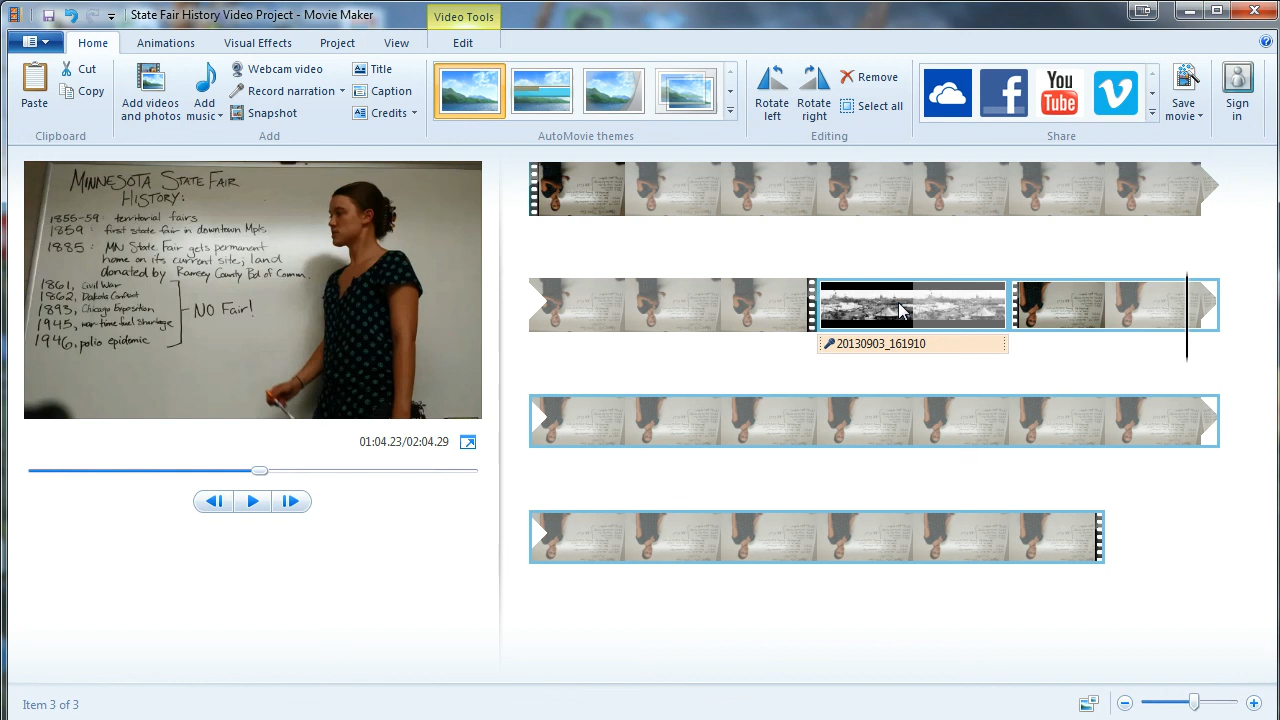 State Fair History Video Project - Movie Maker
Video Tools
Home
Animations
Visual Effects
Project
View
Edit
Paste
Cut
Copy
Clipboard
Add videos
and photos
Add
music
Webcam video
Record narration
Snapshot
Title
Caption
Credits
Add
AutoMovie themes
Rotate
left
Rotate
right
Remove
Select all
Editing
You
Tube
Share
Save
movie
Sign
in
MINNESOTA STATE FAIR
HISTORY:
1855-59: territorial fairs
1859: first state fair in downtown Mpls
1885: MN State Fair gets permanent
home on its current site; land
donated by Ramsey County Bd of Comm.
1861, Civil War
1862, Dakota Conflict
1893, Chicago Exposition
1945, war-time fuel shortage
1946, polio epidemic
NO Fair!
20130903_161910
01:04.23/02:04.29
Item 3 of 3